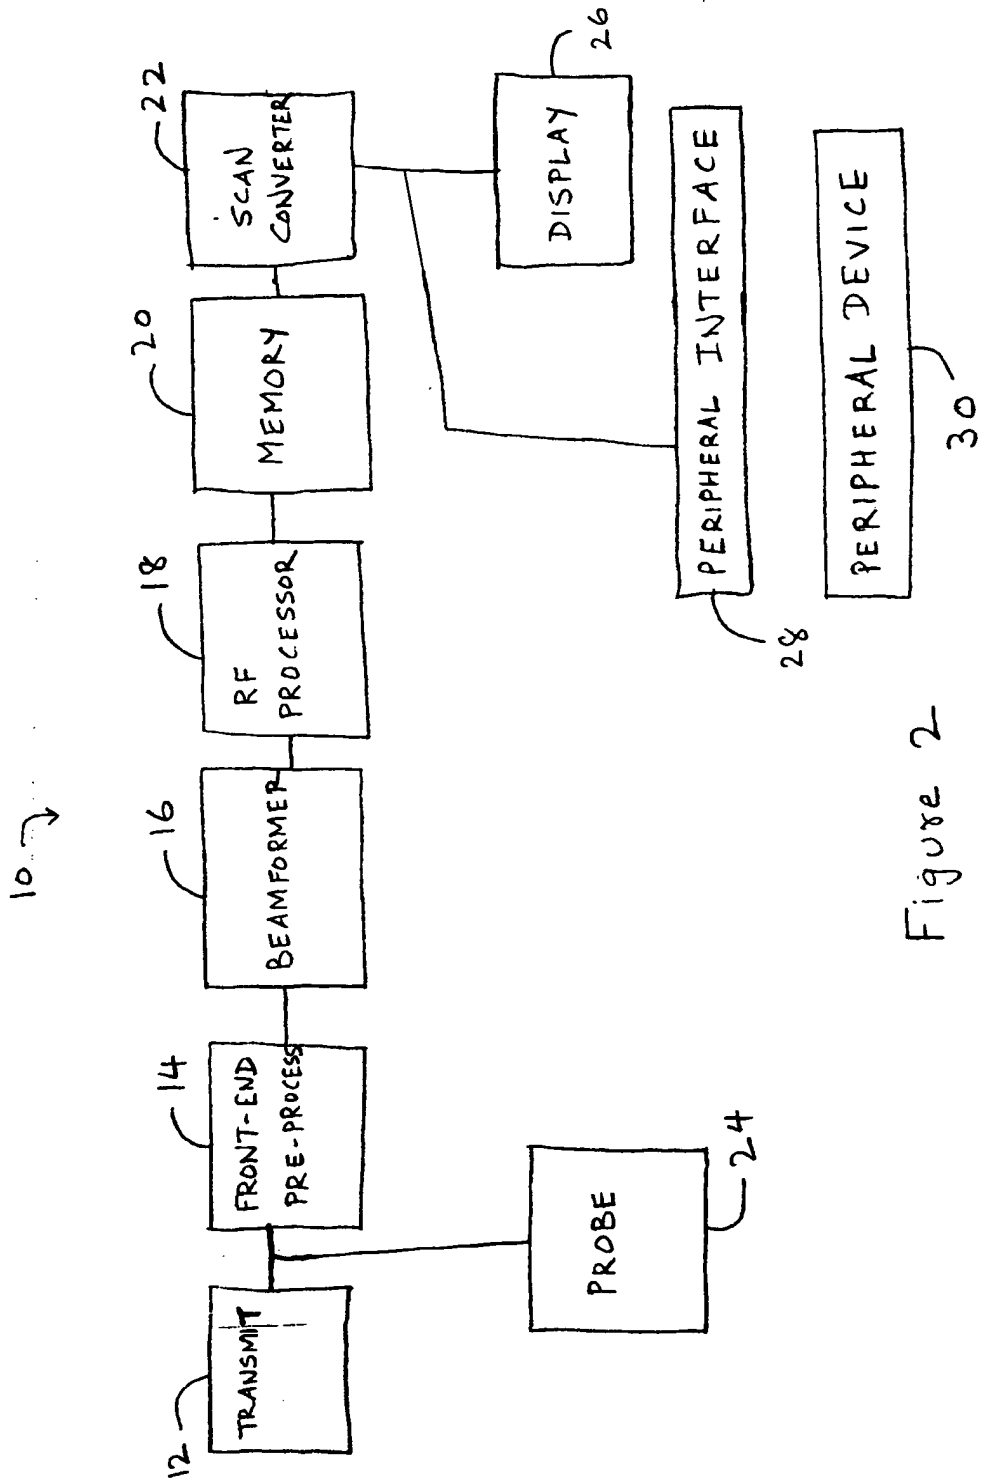 10
12
TRANSMIT
14
FRONT-END
PRE-PROCESS
16
BEAMFORMER
18
RF
PROCESSOR
20
MEMORY
22
SCAN
CONVERTER
PROBE
24
DISPLAY
26
PERIPHERAL INTERFACE
28
PERIPHERAL DEVICE
30
Figure 2